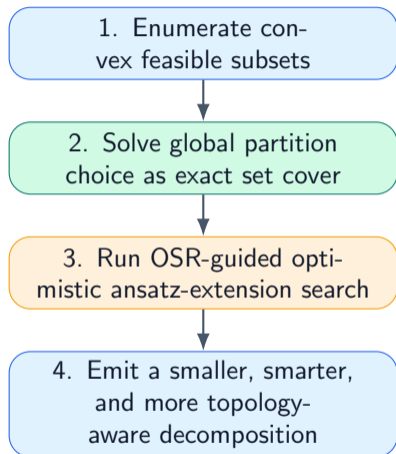 1. Enumerate con-
vex feasible subsets
2. Solve global partition
choice as exact set cover
3. Run OSR-guided opti-
mistic ansatz-extension search
4. Emit a smaller, smarter,
and more topology-
aware decomposition